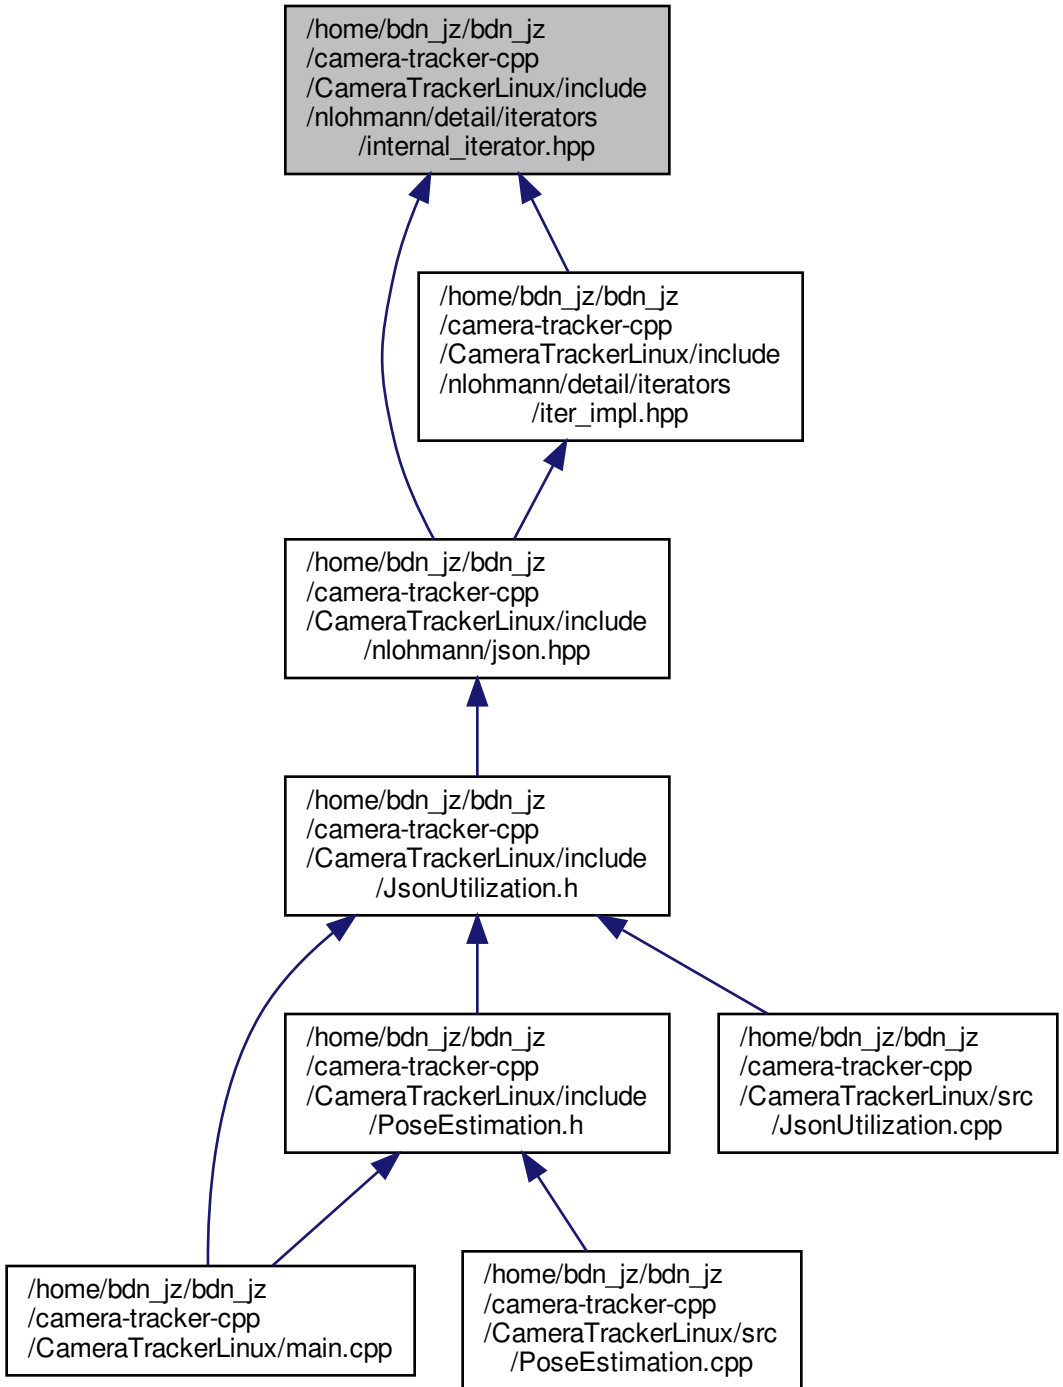 /home/bdn_jz/bdn_jz
/camera-tracker-cpp
/CameraTrackerLinux/include
/nlohmann/detail/iterators
/internal_iterator.hpp
/home/bdn_jz/bdn_jz
/camera-tracker-cpp
/CameraTrackerLinux/include
/nlohmann/detail/iterators
/iter_impl.hpp
/home/bdn_jz/bdn_jz
/camera-tracker-cpp
/CameraTrackerLinux/include
/nlohmann/json.hpp
/home/bdn_jz/bdn_jz
/camera-tracker-cpp
/CameraTrackerLinux/include
/JsonUtilization.h
/home/bdn_jz/bdn_jz
/camera-tracker-cpp
/CameraTrackerLinux/include
/PoseEstimation.h
/home/bdn_jz/bdn_jz
/camera-tracker-cpp
/CameraTrackerLinux/src
/JsonUtilization.cpp
/home/bdn_jz/bdn_jz
/camera-tracker-cpp
/CameraTrackerLinux/main.cpp
/home/bdn_jz/bdn_jz
/camera-tracker-cpp
/CameraTrackerLinux/src
/PoseEstimation.cpp